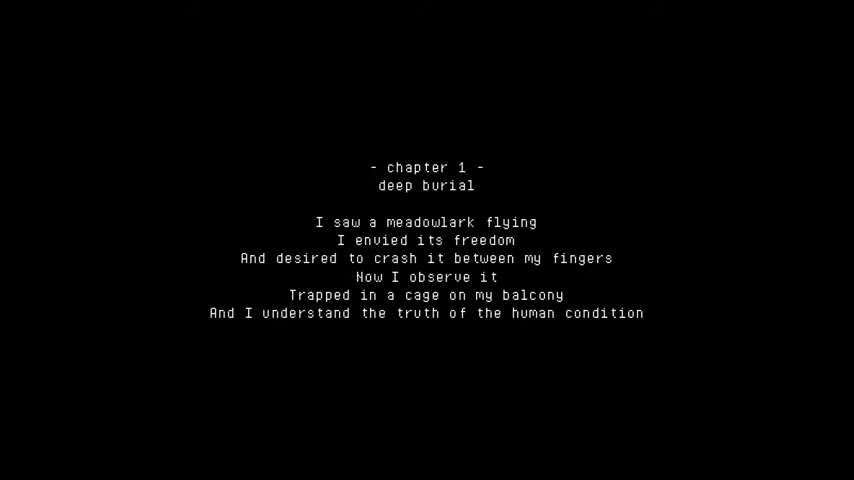 - chapter 1 -
deep burial
I saw a meadowlark flying
I envied its freedom
And desired to crash it between my fingers
Now I observe it
Trapped in a cage on my balcony
And I understand the truth of the human condition